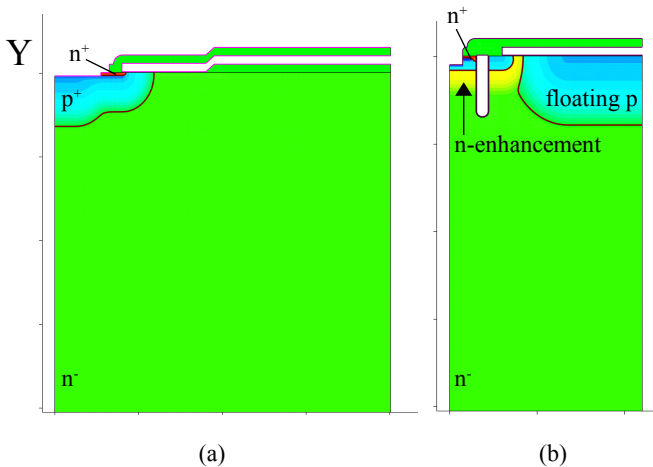 Y
n⁺
p⁺
n⁻
(a)
n⁺
floating p
n-enhancement
n⁻
(b)